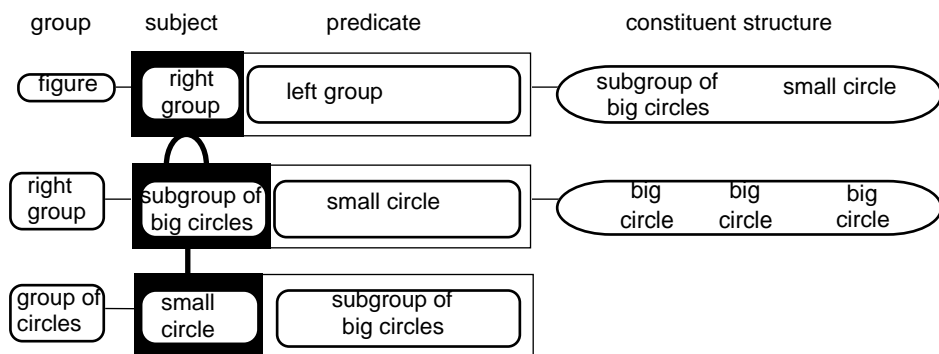 group subject predicate constituent structure
figure
right
group
left group
subgroup of
big circles
small circle
right
group
subgroup of
big circles
small circle
big
circle
big
circle
big
circle
group of
circles
small
circle
subgroup of
big circles